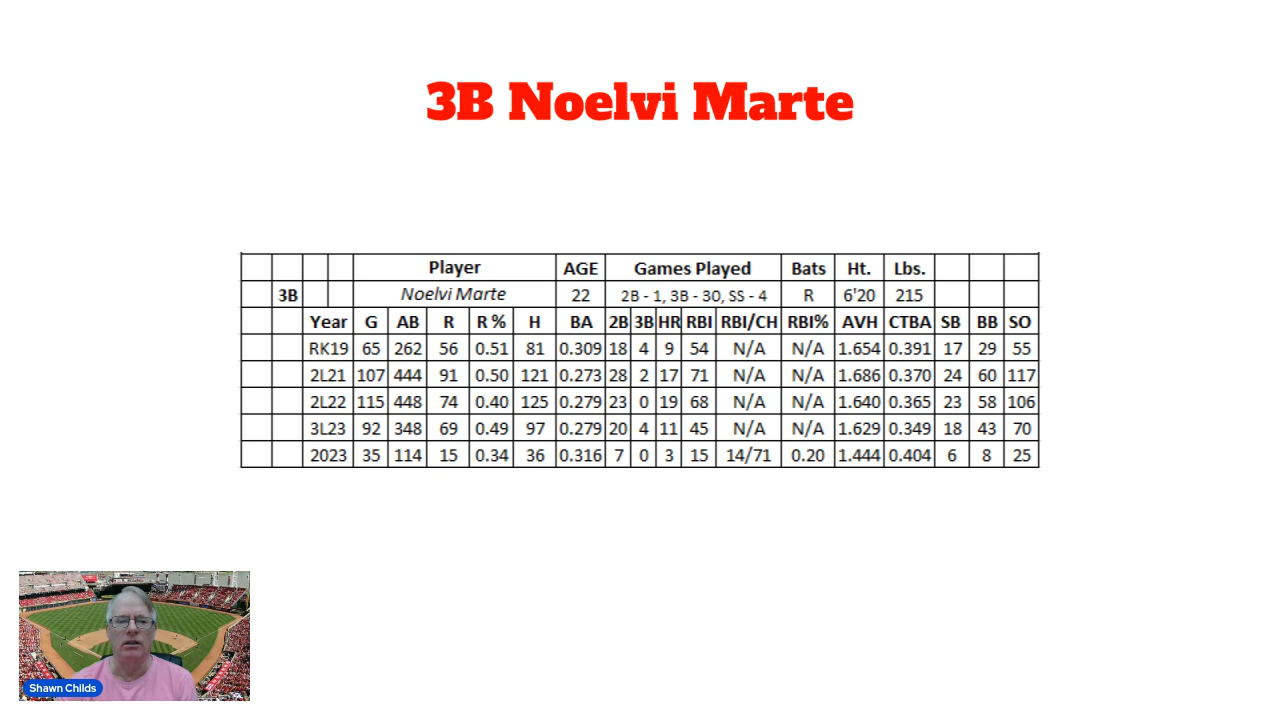 3B Noelvi Marte
Player AGE Games Played Bats Ht. Lbs.
3B Noelvi Marte 22 2B - 1, 3B - 30, SS - 4 R 6'20 215
Year G AB R R % H BA 2B 3B HR RBI RBI/CH RBI% AVH CTBA SB BB SO
RK19 65 262 56 0.51 81 0.309 18 4 9 54 N/A N/A 1.654 0.391 17 29 55
2L21 107 444 91 0.50 121 0.273 28 2 17 71 N/A N/A 1.686 0.370 24 60 117
2L22 115 448 74 0.40 125 0.279 23 0 19 68 N/A N/A 1.640 0.365 23 58 106
3L23 92 348 69 0.49 97 0.279 20 4 11 45 N/A N/A 1.629 0.349 18 43 70
2023 35 114 15 0.34 36 0.316 7 0 3 15 14/71 0.20 1.444 0.404 6 8 25
Shawn Childs